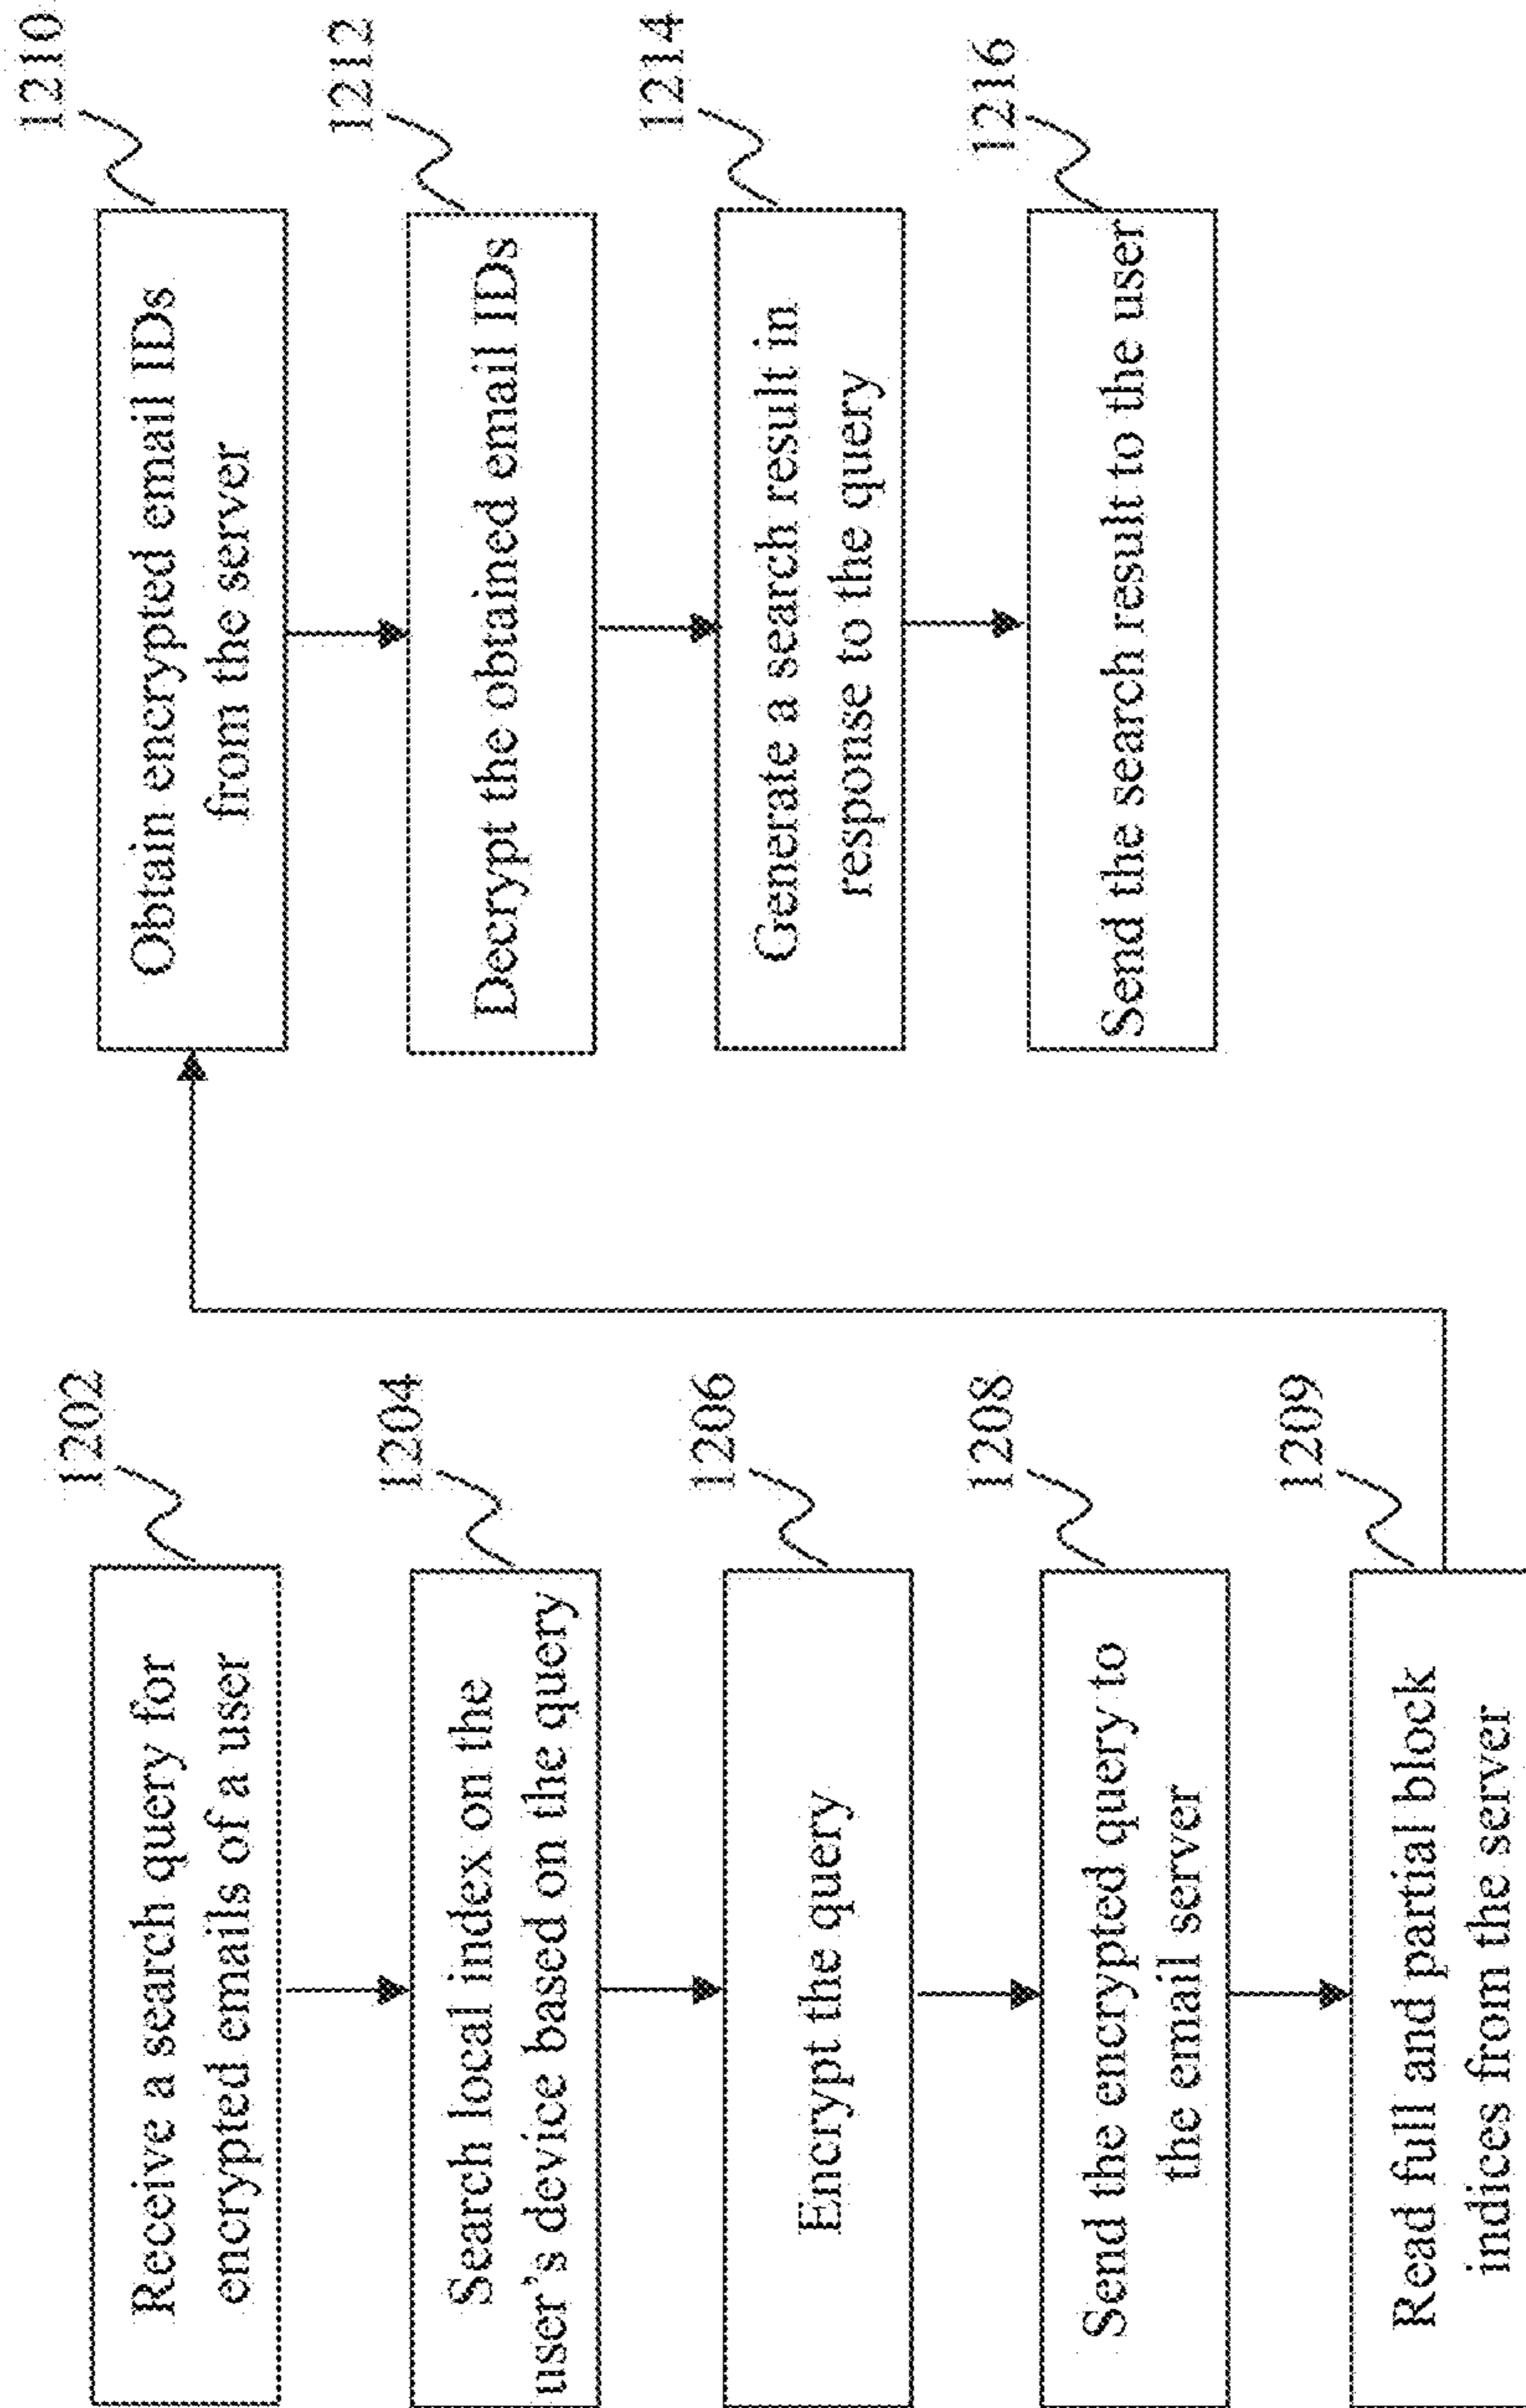 1202
Receive a search query for
encrypted emails of a user
1204
Search local index on the
user's device based on the query
1206
Encrypt the query
1208
Send the encrypted query to
the email server
1209
Read full and partial block
indices from the server
1210
Obtain encrypted email IDs
from the server
1212
Decrypt the obtained email IDs
1214
Generate a search result in
response to the query
1216
Send the search result to the user